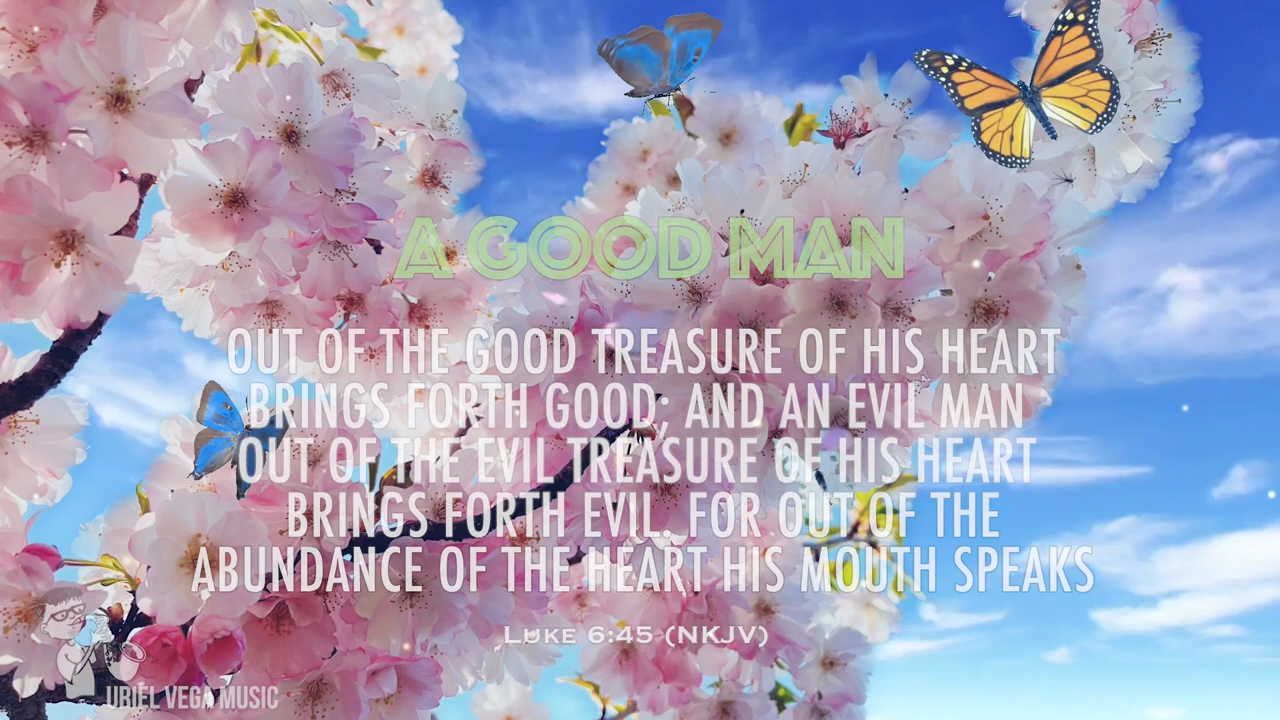 A GOOD MAN
OUT OF THE GOOD TREASURE OF HIS HEART
BRINGS FORTH GOOD; AND AN EVIL MAN
OUT OF THE EVIL TREASURE OF HIS HEART
BRINGS FORTH EVIL. FOR OUT OF THE
ABUNDANCE OF THE HEART HIS MOUTH SPEAKS
Luke 6:45 (NKJV)
URIEL VEGA MUSIC